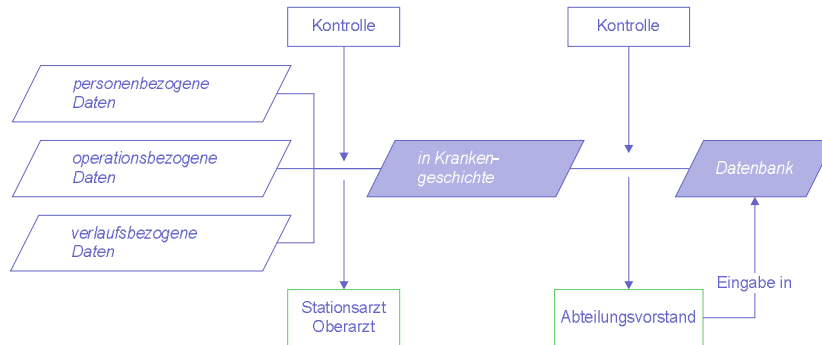 Kontrolle
Kontrolle
personenbezogene
Daten
operationsbezogene
Daten
in Kranken-
geschichte
Datenbank
verlaufsbezogene
Daten
Eingabe in
Stationsarzt
Oberarzt
Abteilungsvorstand